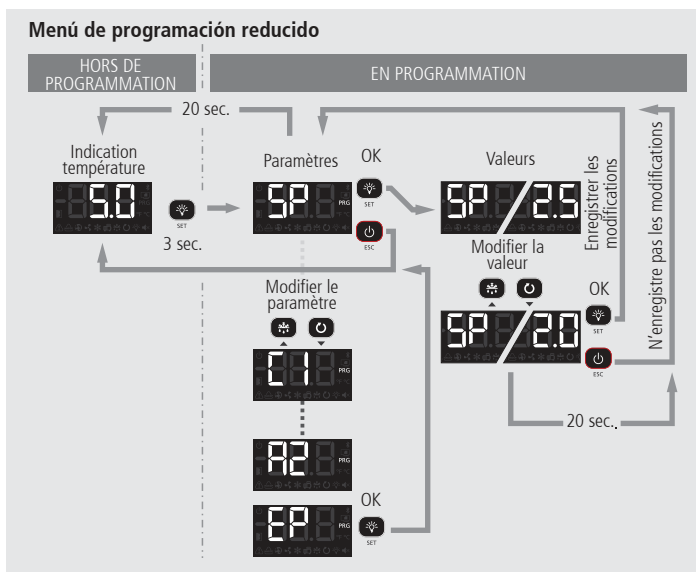 Menú de programación reducido
HORS DE
PROGRAMMATION
EN PROGRAMMATION
20 sec.
Indication
température
5.0
SET
3 sec.
Paramètres
SP
PRG
OK
SET
ESC
Valeurs
SP / 2.5
Modifier la
valeur
SP / 2.0
OK
SET
ESC
20 sec.
Enregistrer les
modifications
N'enregistre pas les modifications
Modifier le
paramètre
C1
PRG
A2
PRG
EP
PRG
OK
SET